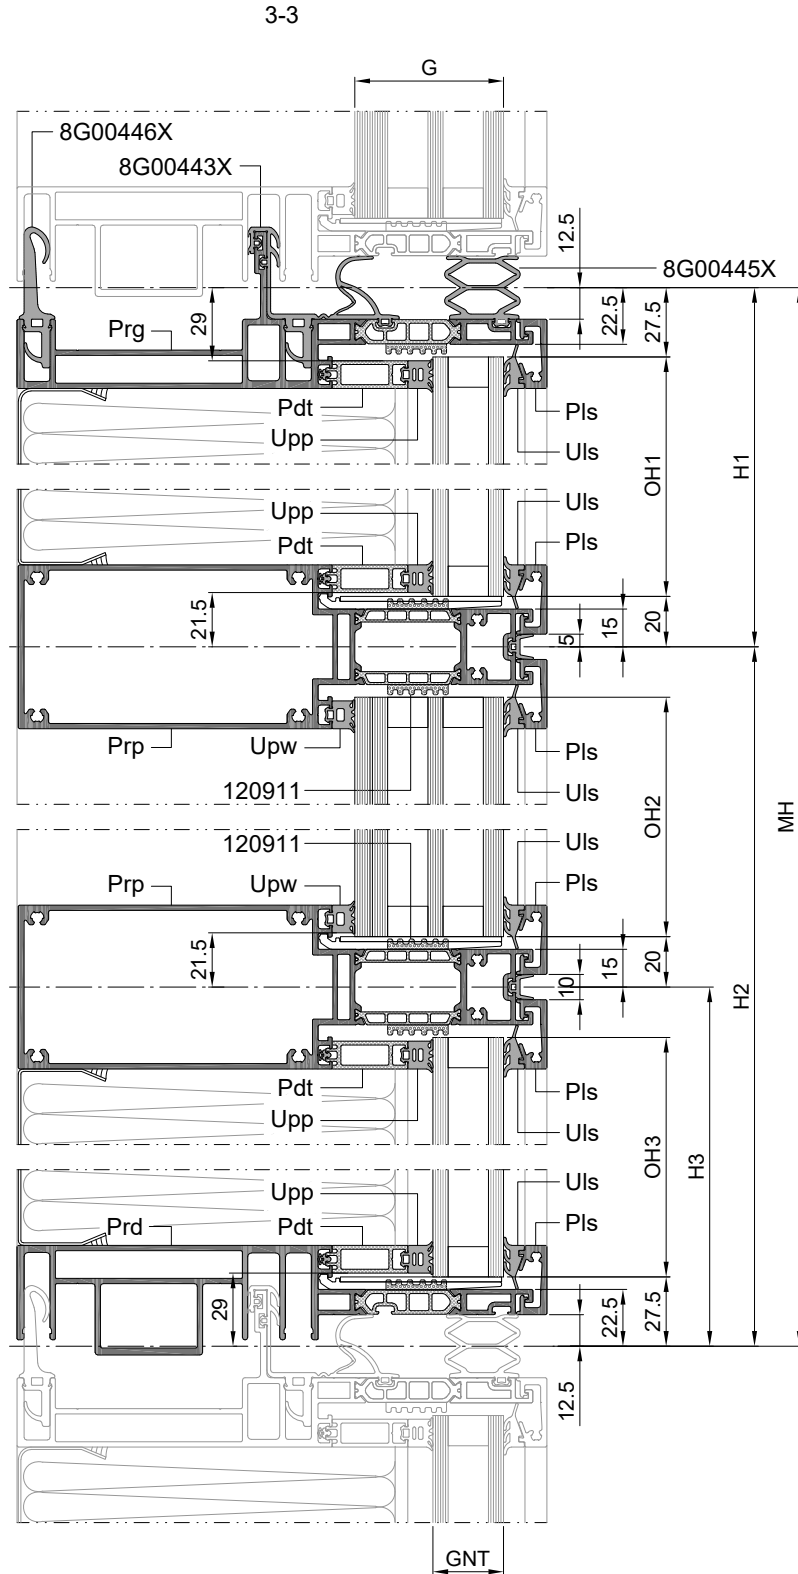 3-3
G
8G00446X
8G00443X
12.5
8G00445X
29
22.5
27.5
Prg
Pdt
Pls
Upp
Uls
OH1
H1
Upp
Uls
Pdt
Pls
21.5
5
15
20
Prp
Upw
Pls
120911
Uls
OH2
MH
120911
Uls
Prp
Upw
Pls
21.5
10
15
20
H2
Pdt
Pls
Upp
Uls
OH3
H3
Upp
Uls
Prd
Pdt
Pls
29
22.5
27.5
12.5
GNT